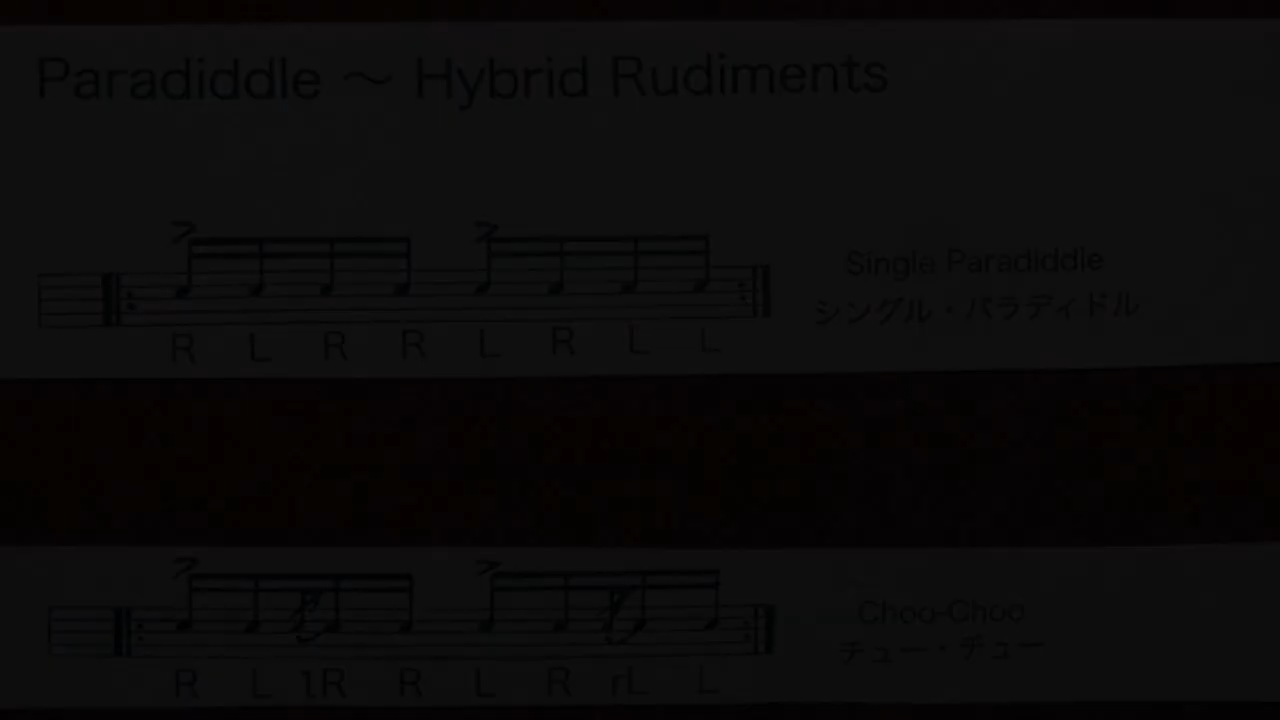 Paradiddle ～ Hybrid Rudiments
Single Paradiddle
シングル・パラディドル
R L R R L R L L
Choo-Choo
チュー・チュー
R L lR R L R rL L